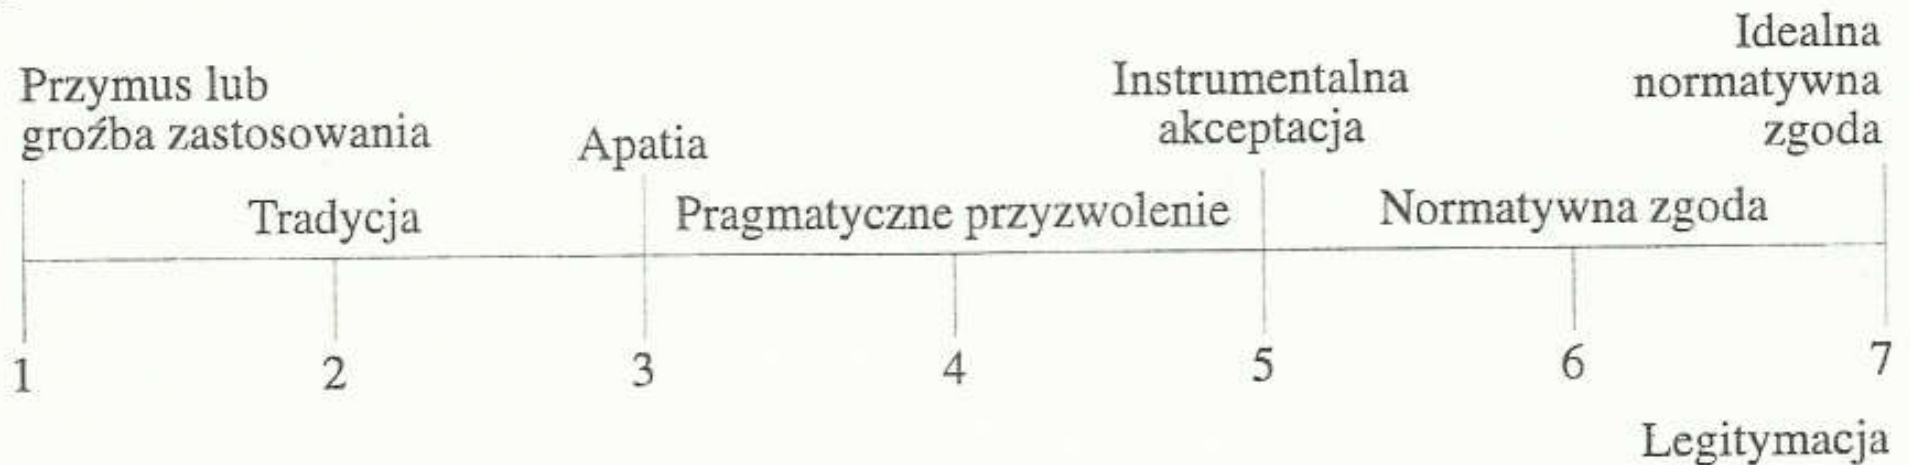 Przymus lub
groźba zastosowania
Apatia
Instrumentalna
akceptacja
Idealna
normatywna
zgoda
Tradycja
Pragmatyczne przyzwolenie
Normatywna zgoda
1 2 3 4 5 6 7
Legitymacja